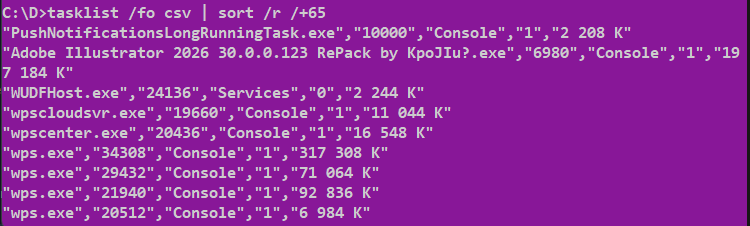 C:\D>tasklist /fo csv | sort /r /+65
"PushNotificationsLongRunningTask.exe","10000","Console","1","2 208 K"
"Adobe Illustrator 2026 30.0.0.123 RePack by KpoJIu?.exe","6980","Console","1","19
7 184 K"
"WUDFHost.exe","24136","Services","0","2 244 K"
"wpscloudsvr.exe","19660","Console","1","11 044 K"
"wpscenter.exe","20436","Console","1","16 548 K"
"wps.exe","34308","Console","1","317 308 K"
"wps.exe","29432","Console","1","71 064 K"
"wps.exe","21940","Console","1","92 836 K"
"wps.exe","20512","Console","1","6 984 K"